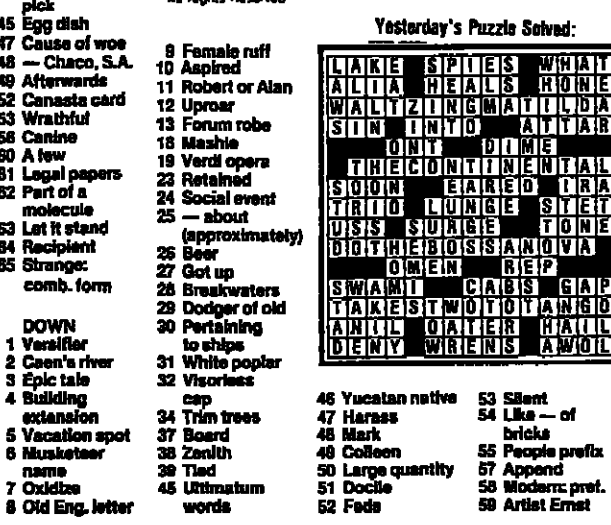 pick
45 Egg dish
47 Cause of woe
48 — Chaco, S.A.
49 Afterwards
52 Canasta card
53 Wrathful
56 Canine
60 A few
61 Legal papers
62 Part of a
molecule
63 Let it stand
64 Recipient
65 Strange:
comb. form
DOWN
1 Versifier
2 Caen's river
3 Epic tale
4 Building
extension
5 Vacation spot
6 Musketeer
name
7 Oxidize
8 Old Eng. letter
9 Female ruff
10 Aspired
11 Robert or Alan
12 Uproar
13 Forum robe
18 Mashie
19 Verdi opera
23 Retained
24 Social event
25 — about
(approximately)
26 Beer
27 Got up
28 Breakwaters
29 Dodger of old
30 Pertaining
to ships
31 White poplar
32 Visorless
cap
34 Trim trees
37 Board
38 Zenith
39 Tied
45 Ultimatum
words
Yesterday's Puzzle Solved:
LAKE SPIES WHAT
ALIA HEALS HONE
WALTZINGMATILDA
SIN INTO ATTAR
ONT DIME
THECONTINENTAL
SOON EARED IRA
TRIO LUNGE STET
USS SURGE TONE
DOTHEBOSSANOVA
OMEN REP
SWAMI CABS GAP
TAKESTWOTOTANGO
ANIL OATER HAIL
DENY WRENS AWOL
46 Yucatan native
47 Harass
48 Mark
49 Colleen
50 Large quantity
51 Docile
52 Feds
53 Silent
54 Like — of
bricks
55 People prefix
57 Append
58 Modern: pref.
59 Artist Ernst